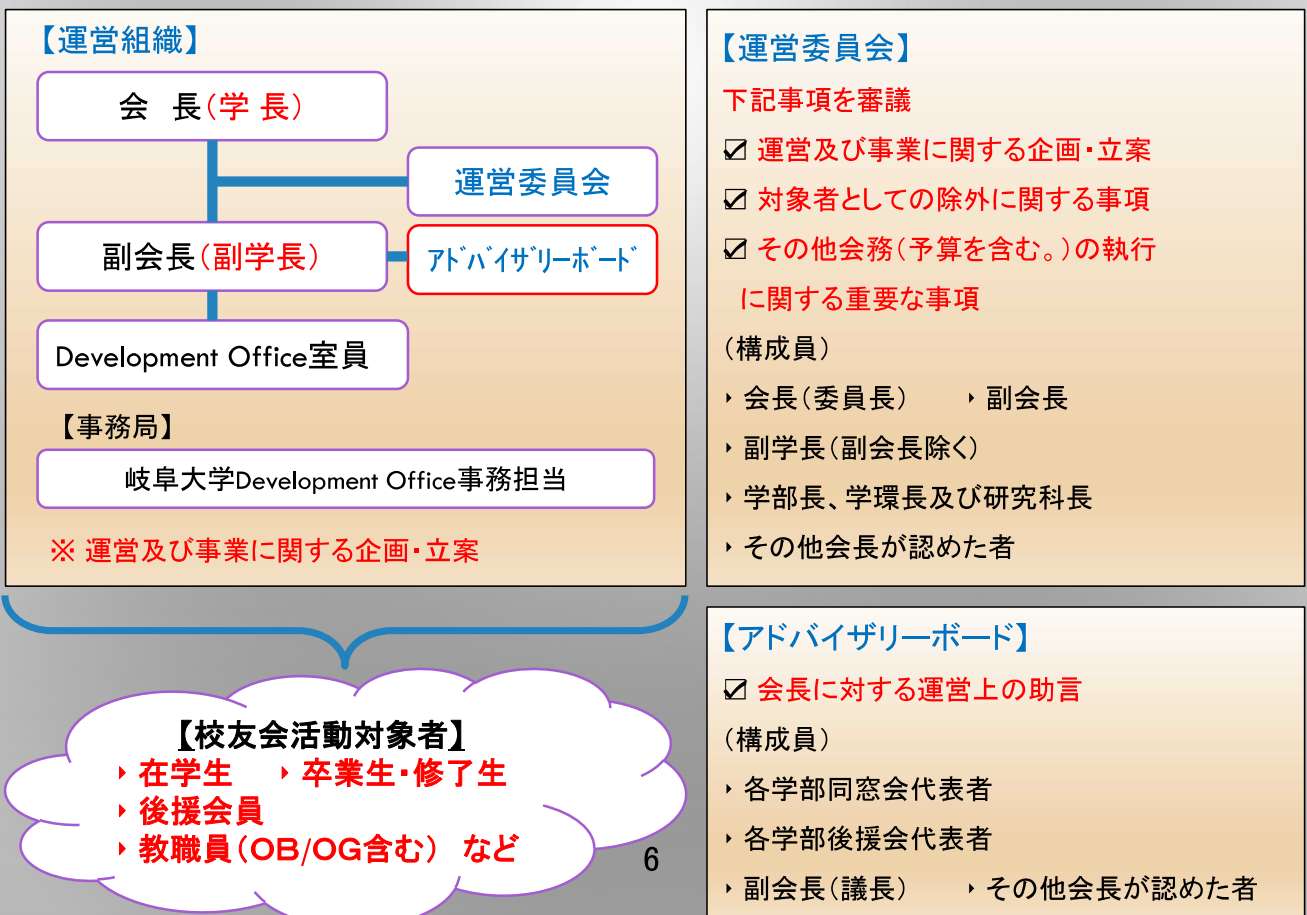 【運営組織】
会 長(学 長)
運営委員会
副会長(副学長)
ｱﾄﾞﾊﾞｲｻﾞﾘｰﾎﾞｰﾄﾞ
Development Office室員
【事務局】
岐阜大学Development Office事務担当
※ 運営及び事業に関する企画・立案
【校友会活動対象者】
‣ 在学生 ‣ 卒業生・修了生
‣ 後援会員
‣ 教職員(OB/OG含む) など
6
【運営委員会】
下記事項を審議
☑ 運営及び事業に関する企画・立案
☑ 対象者としての除外に関する事項
☑ その他会務(予算を含む。)の執行
に関する重要な事項
(構成員)
‣ 会長(委員長) ‣ 副会長
‣ 副学長(副会長除く)
‣ 学部長、学環長及び研究科長
‣ その他会長が認めた者
【アドバイザリーボード】
☑ 会長に対する運営上の助言
(構成員)
‣ 各学部同窓会代表者
‣ 各学部後援会代表者
‣ 副会長(議長) ‣ その他会長が認めた者